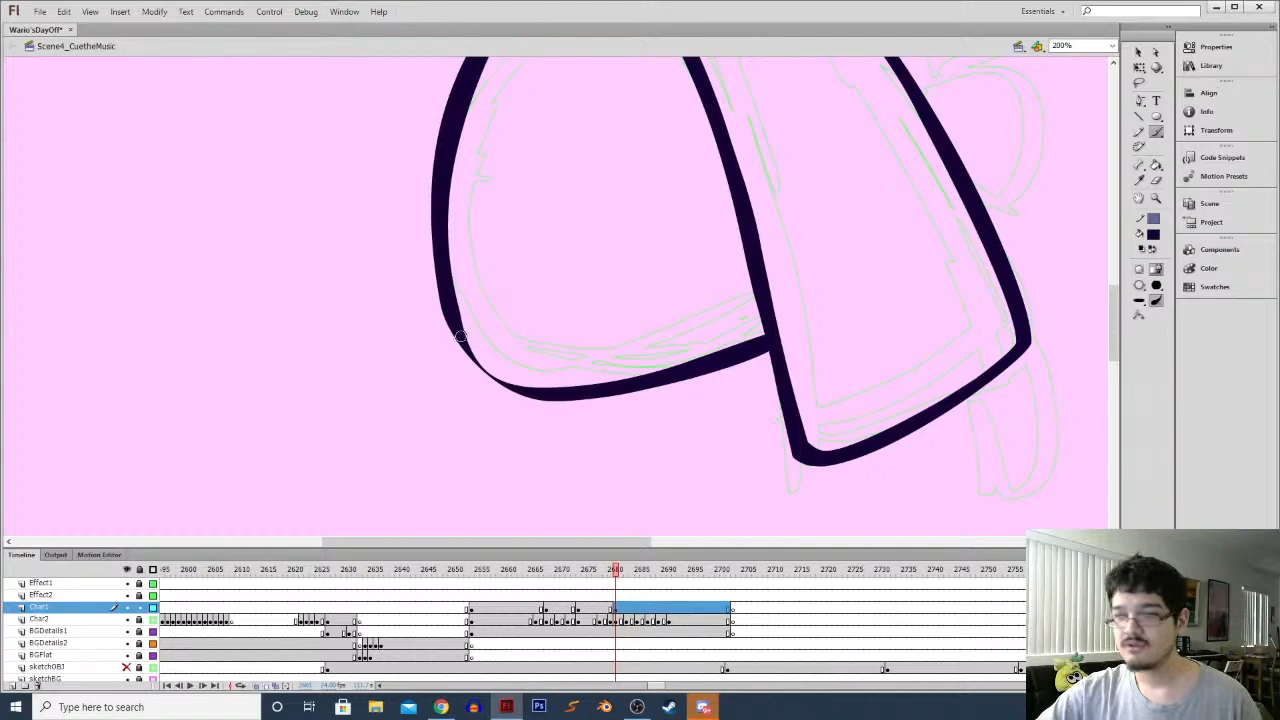 Fl File Edit View Insert Modify Text Commands Control Debug Window Help Essentials
Wario'sDayOff*
Scene4_CuetheMusic 200%
Properties
Library
Align
Info
Transform
Code Snippets
Motion Presets
Scene
Project
Components
Color
Swatches
Timeline Output Motion Editor
2600 2605 2610 2615 2620 2625 2630 2635 2640 2645 2650 2655 2660 2665 2670 2675 2680 2685 2690 2695 2700 2705 2710 2715 2720 2725 2730 2735 2740 2745 2750 2755
Effect1
Effect2
Char1
Char2
BGDetails1
BGDetails2
BGFlat
sketchOBJ
sketchBG
Type here to search